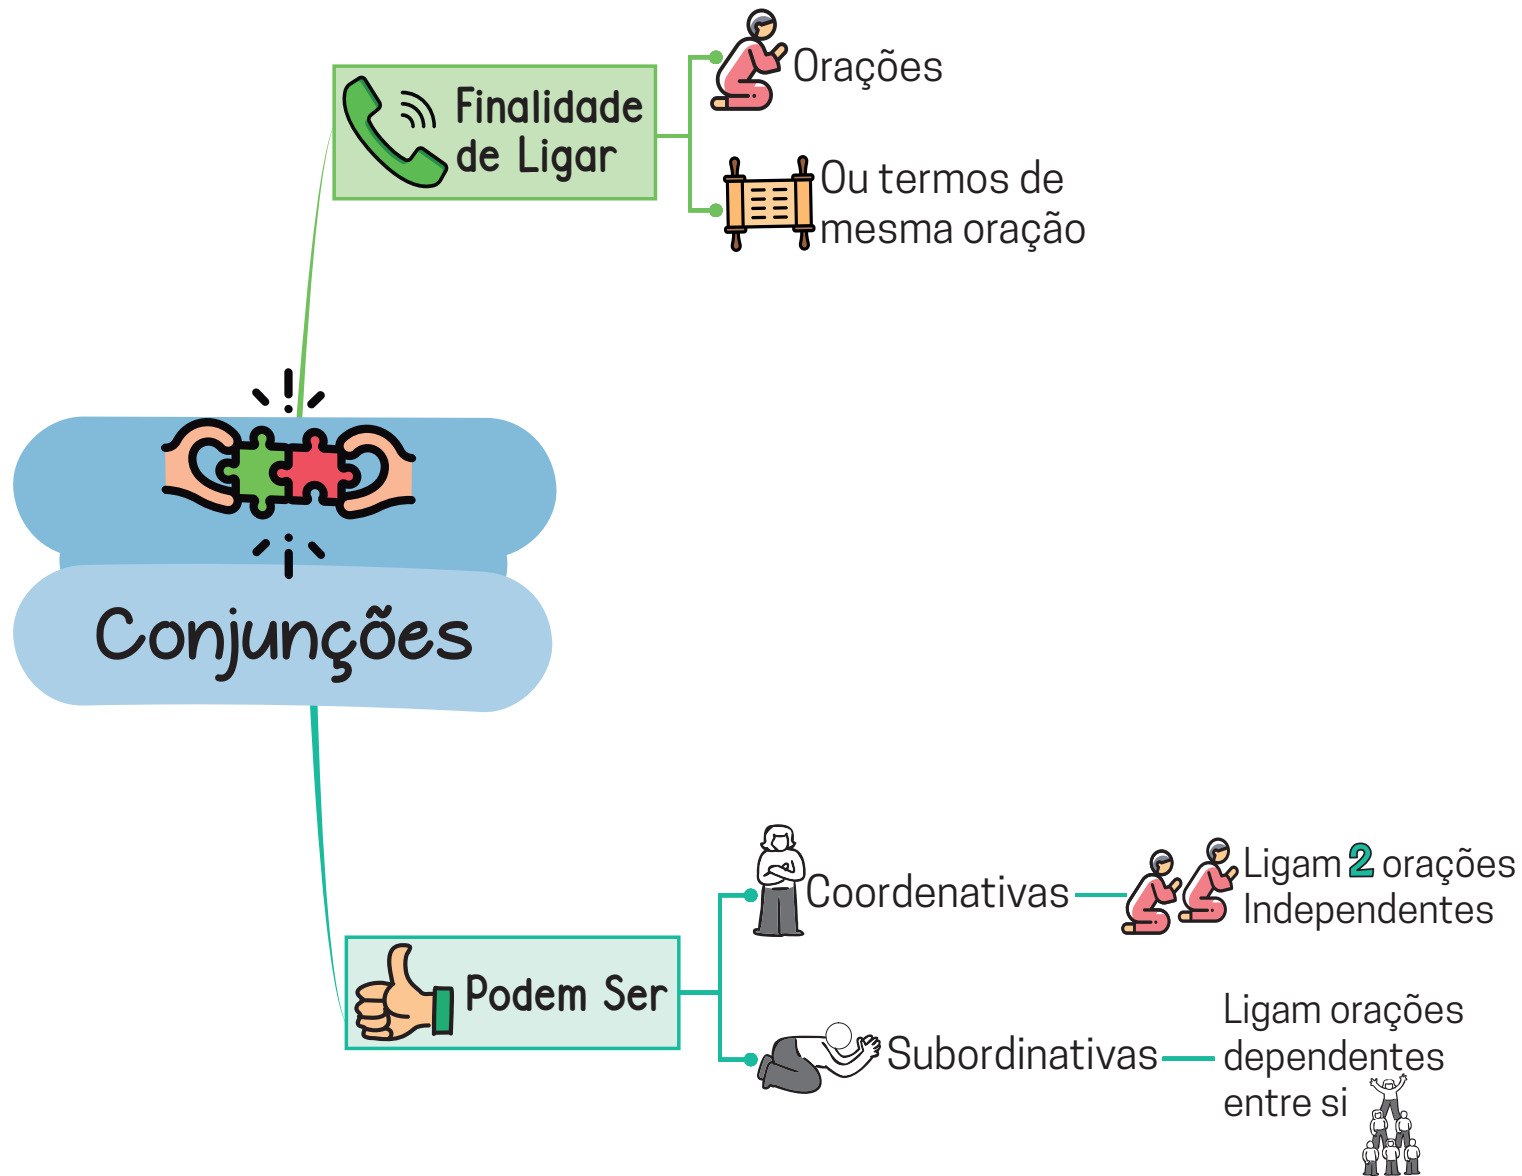 Finalidade
de Ligar
Orações
Ou termos de
mesma oração
Conjunções
Podem Ser
Coordenativas
Ligam 2 orações
Independentes
Subordinativas
Ligam orações
dependentes
entre si